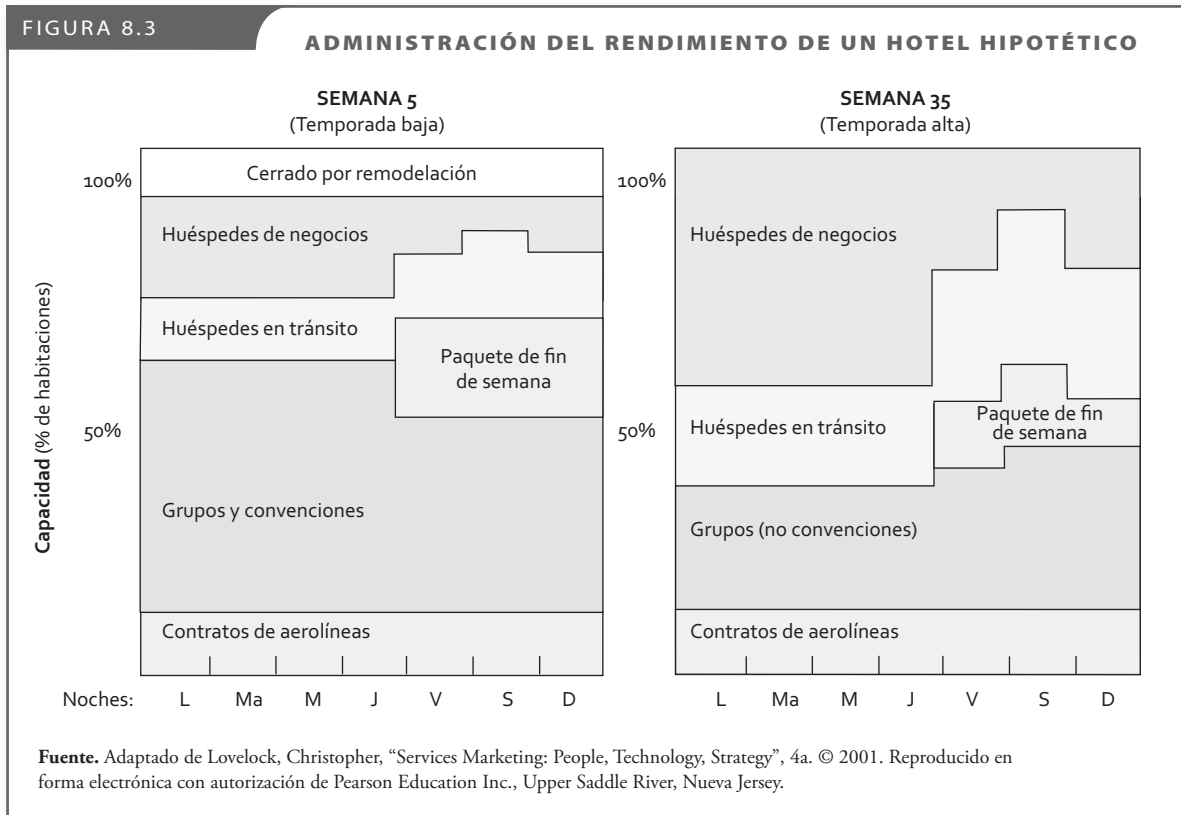 FIGURA 8.3
ADMINISTRACIÓN DEL RENDIMIENTO DE UN HOTEL HIPOTÉTICO
SEMANA 5
(Temporada baja)
100%
50%
Capacidad (% de habitaciones)
Cerrado por remodelación
Huéspedes de negocios
Huéspedes en tránsito
Paquete de fin
de semana
Grupos y convenciones
Contratos de aerolíneas
Noches: L Ma M J V S D
SEMANA 35
(Temporada alta)
100%
50%
Huéspedes de negocios
Huéspedes en tránsito
Paquete de fin
de semana
Grupos (no convenciones)
Contratos de aerolíneas
L Ma M J V S D
Fuente. Adaptado de Lovelock, Christopher, “Services Marketing: People, Technology, Strategy”, 4a. © 2001. Reproducido en
forma electrónica con autorización de Pearson Education Inc., Upper Saddle River, Nueva Jersey.